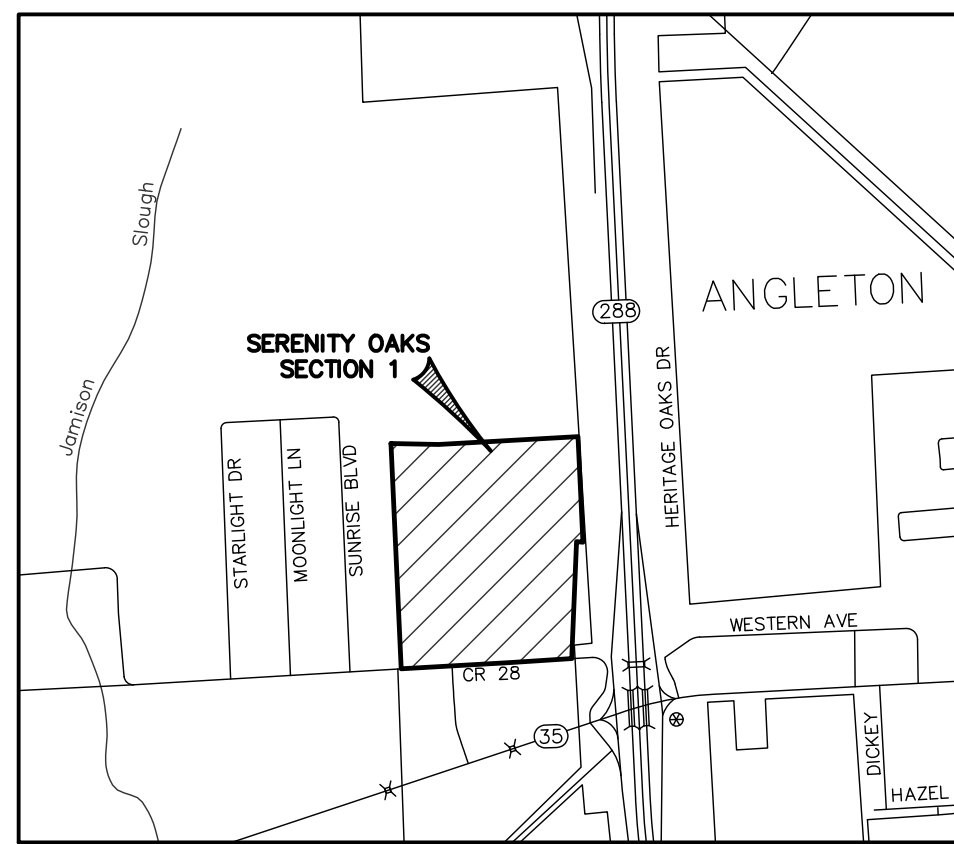 Slough
ANGLETON
288
SERENITY OAKS
SECTION 1
HERITAGE OAKS DR
Jamison
STARLIGHT DR
MOONLIGHT LN
SUNRISE BLVD
WESTERN AVE
CR 28
35
DICKEY
HAZEL